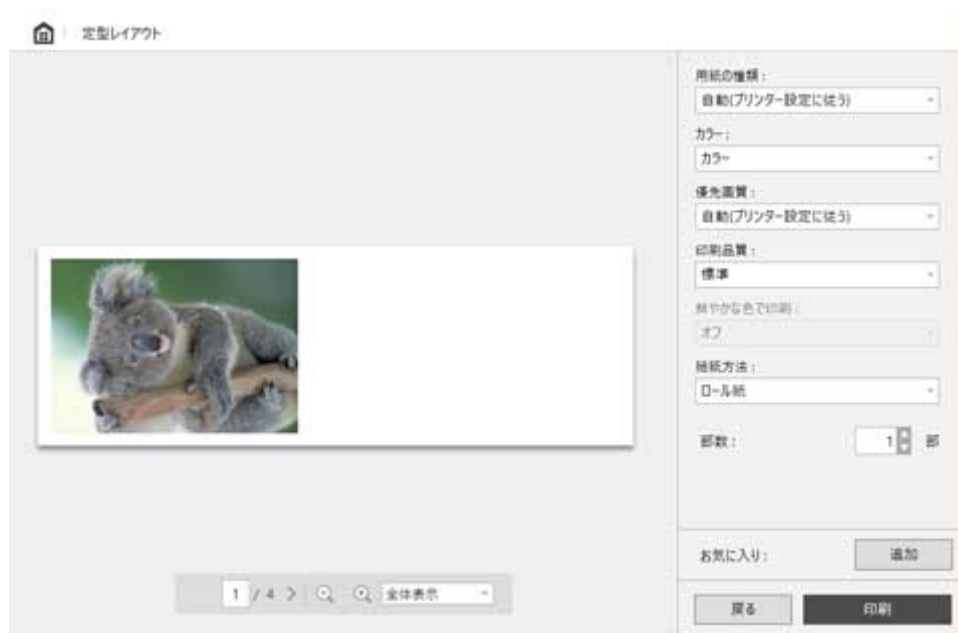 定型レイアウト
用紙の種類：
自動(プリンター設定に従う)
カラー：
カラー
優先画質：
自動(プリンター設定に従う)
印刷品質：
標準
鮮やかな色で印刷：
オフ
給紙方法：
ロール紙
部数： 1 部
お気に入り： 追加
1 / 4 全体表示
戻る 印刷